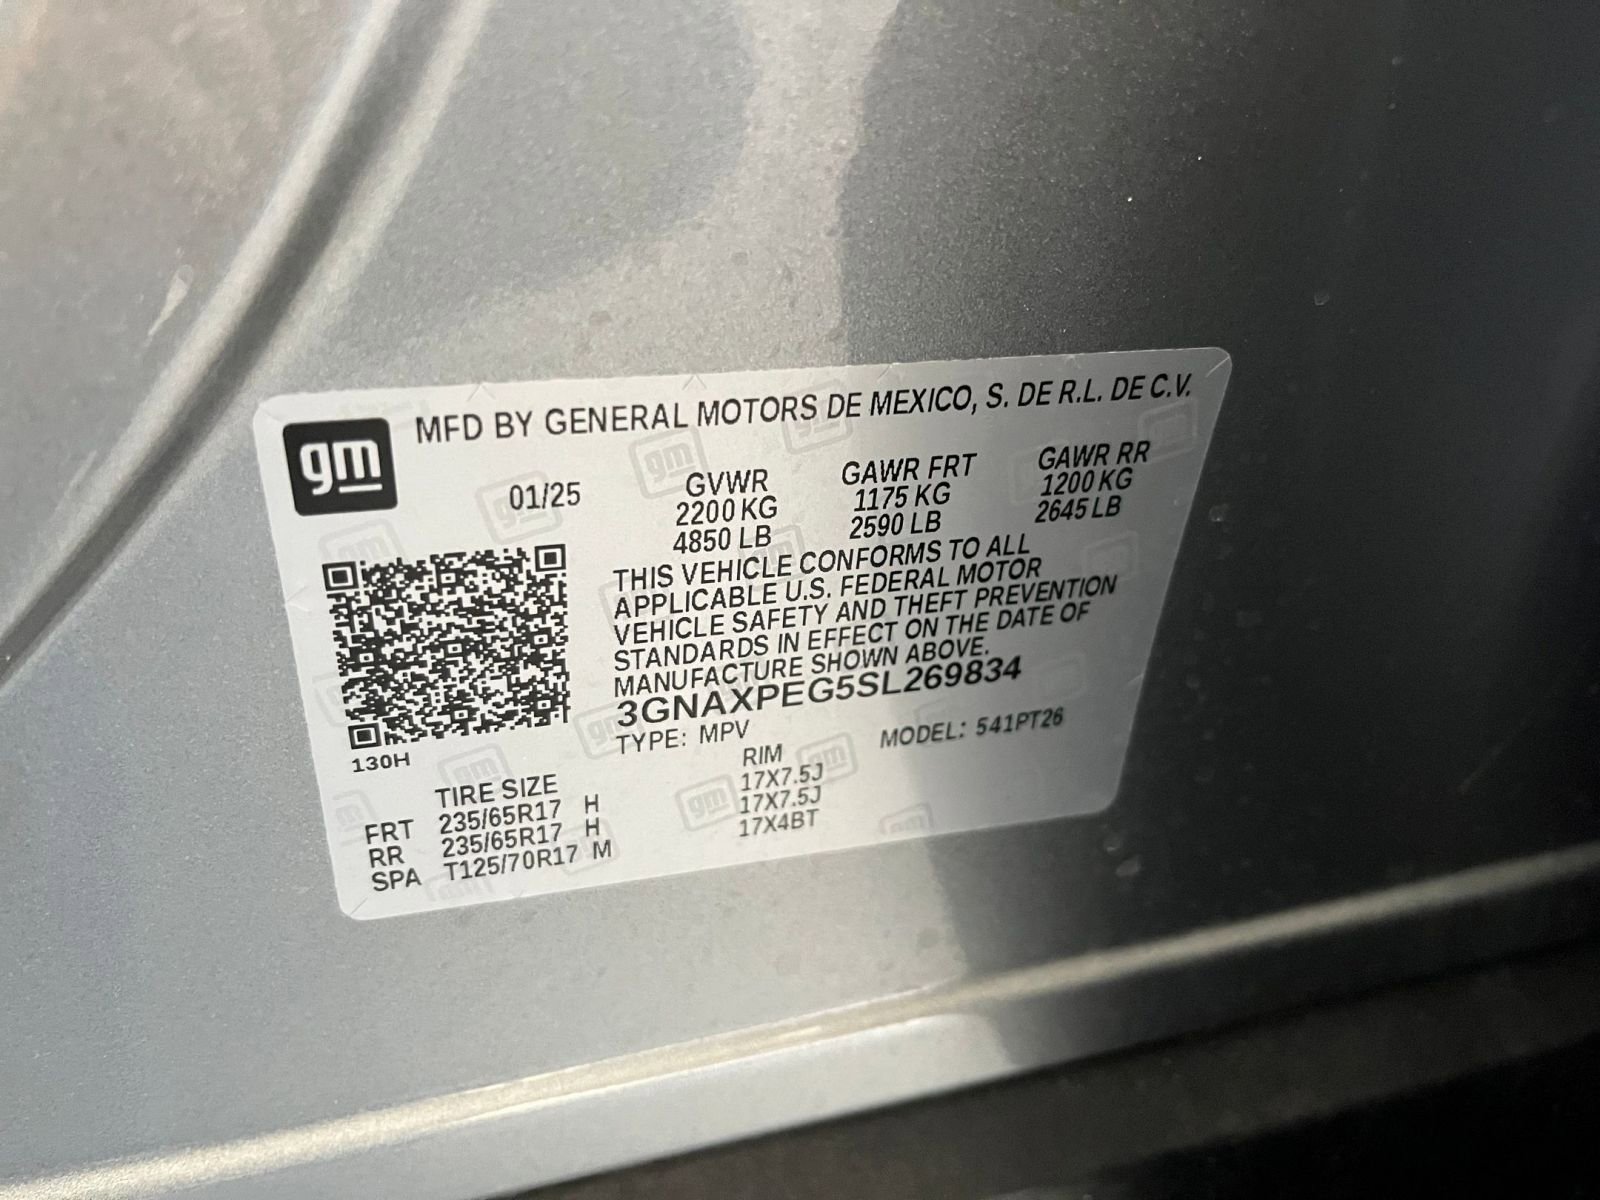 gm
MFD BY GENERAL MOTORS DE MEXICO, S. DE R.L. DE C.V.
01/25 GVWR GAWR FRT GAWR RR
2200 KG 1175 KG 1200 KG
4850 LB 2590 LB 2645 LB
THIS VEHICLE CONFORMS TO ALL
APPLICABLE U.S. FEDERAL MOTOR
VEHICLE SAFETY AND THEFT PREVENTION
STANDARDS IN EFFECT ON THE DATE OF
MANUFACTURE SHOWN ABOVE.
3GNAXPEG5SL269834
TYPE: MPV MODEL: 541PT26
130H
TIRE SIZE RIM
FRT 235/65R17 H 17X7.5J
RR 235/65R17 H 17X7.5J
SPA T125/70R17 M 17X4BT